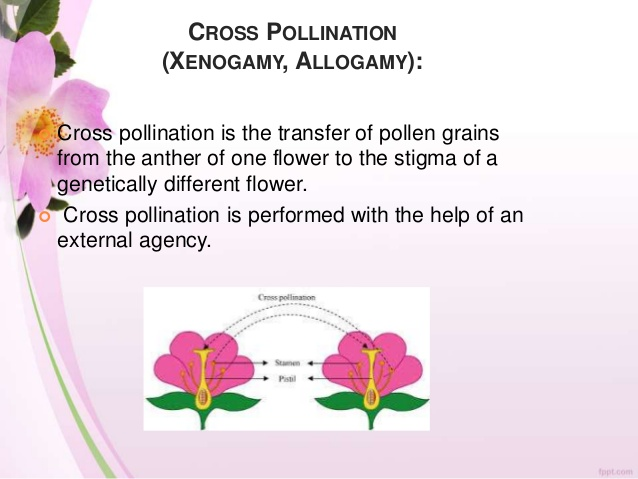 CROSS POLLINATION
(XENOGAMY, ALLOGAMY):
Cross pollination is the transfer of pollen grains
from the anther of one flower to the stigma of a
genetically different flower.
Cross pollination is performed with the help of an
external agency.
Cross pollination
Stamen
Pistil
fppt.com